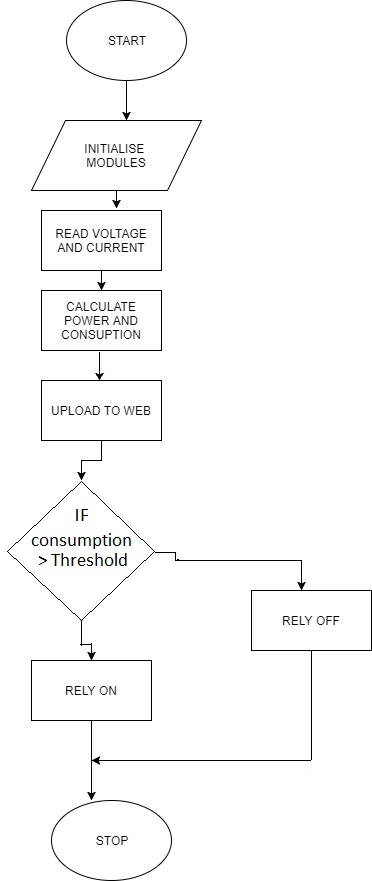 START
INITIALISE
MODULES
READ VOLTAGE
AND CURRENT
CALCULATE
POWER AND
CONSUPTION
UPLOAD TO WEB
IF
consumption
> Threshold
RELY OFF
RELY ON
STOP